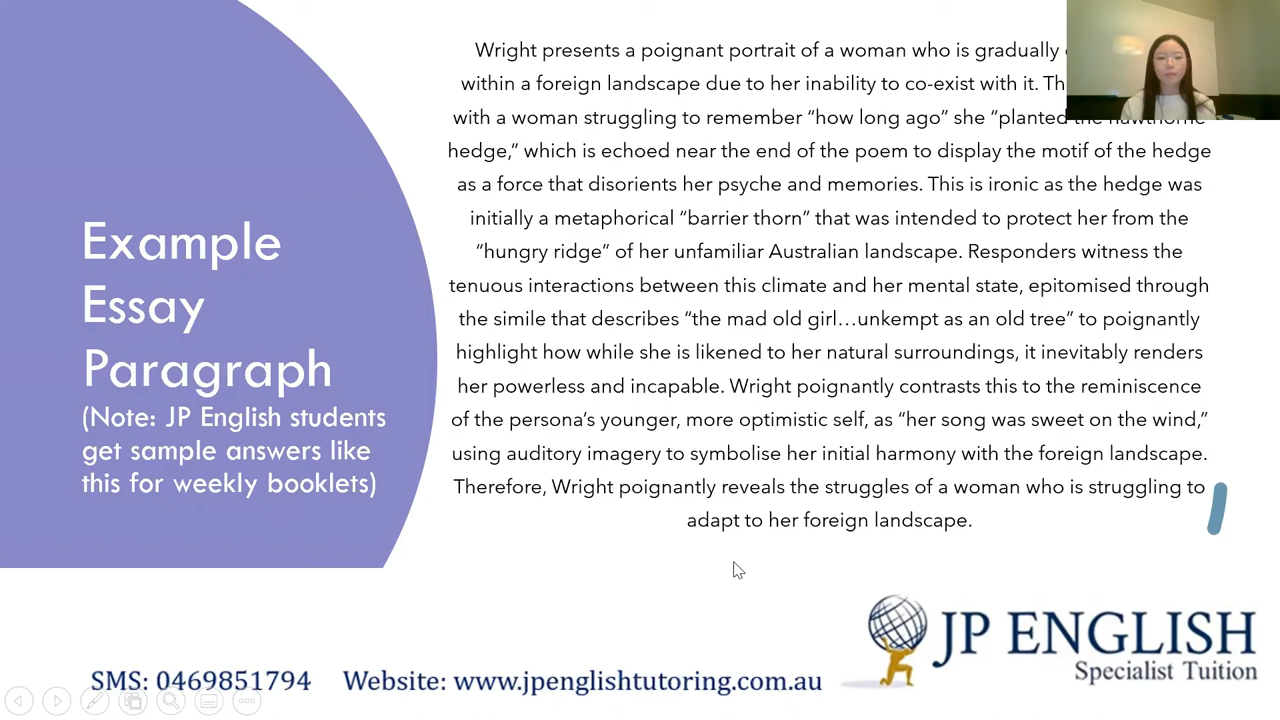 Example
Essay
Paragraph
(Note: JP English students
get sample answers like
this for weekly booklets)
Wright presents a poignant portrait of a woman who is gradually
within a foreign landscape due to her inability to co-exist with it.
with a woman struggling to remember “how long ago” she “planted the hawthorne
hedge,” which is echoed near the end of the poem to display the motif of the hedge
as a force that disorients her psyche and memories. This is ironic as the hedge was
initially a metaphorical “barrier thorn” that was intended to protect her from the
“hungry ridge” of her unfamiliar Australian landscape. Responders witness the
tenuous interactions between this climate and her mental state, epitomised through
the simile that describes “the mad old girl…unkempt as an old tree” to poignantly
highlight how while she is likened to her natural surroundings, it inevitably renders
her powerless and incapable. Wright poignantly contrasts this to the reminiscence
of the persona’s younger, more optimistic self, as “her song was sweet on the wind,”
using auditory imagery to symbolise her initial harmony with the foreign landscape.
Therefore, Wright poignantly reveals the struggles of a woman who is struggling to
adapt to her foreign landscape.
JP ENGLISH
Specialist Tuition
SMS: 0469851794 Website: www.jpenglishtutoring.com.au